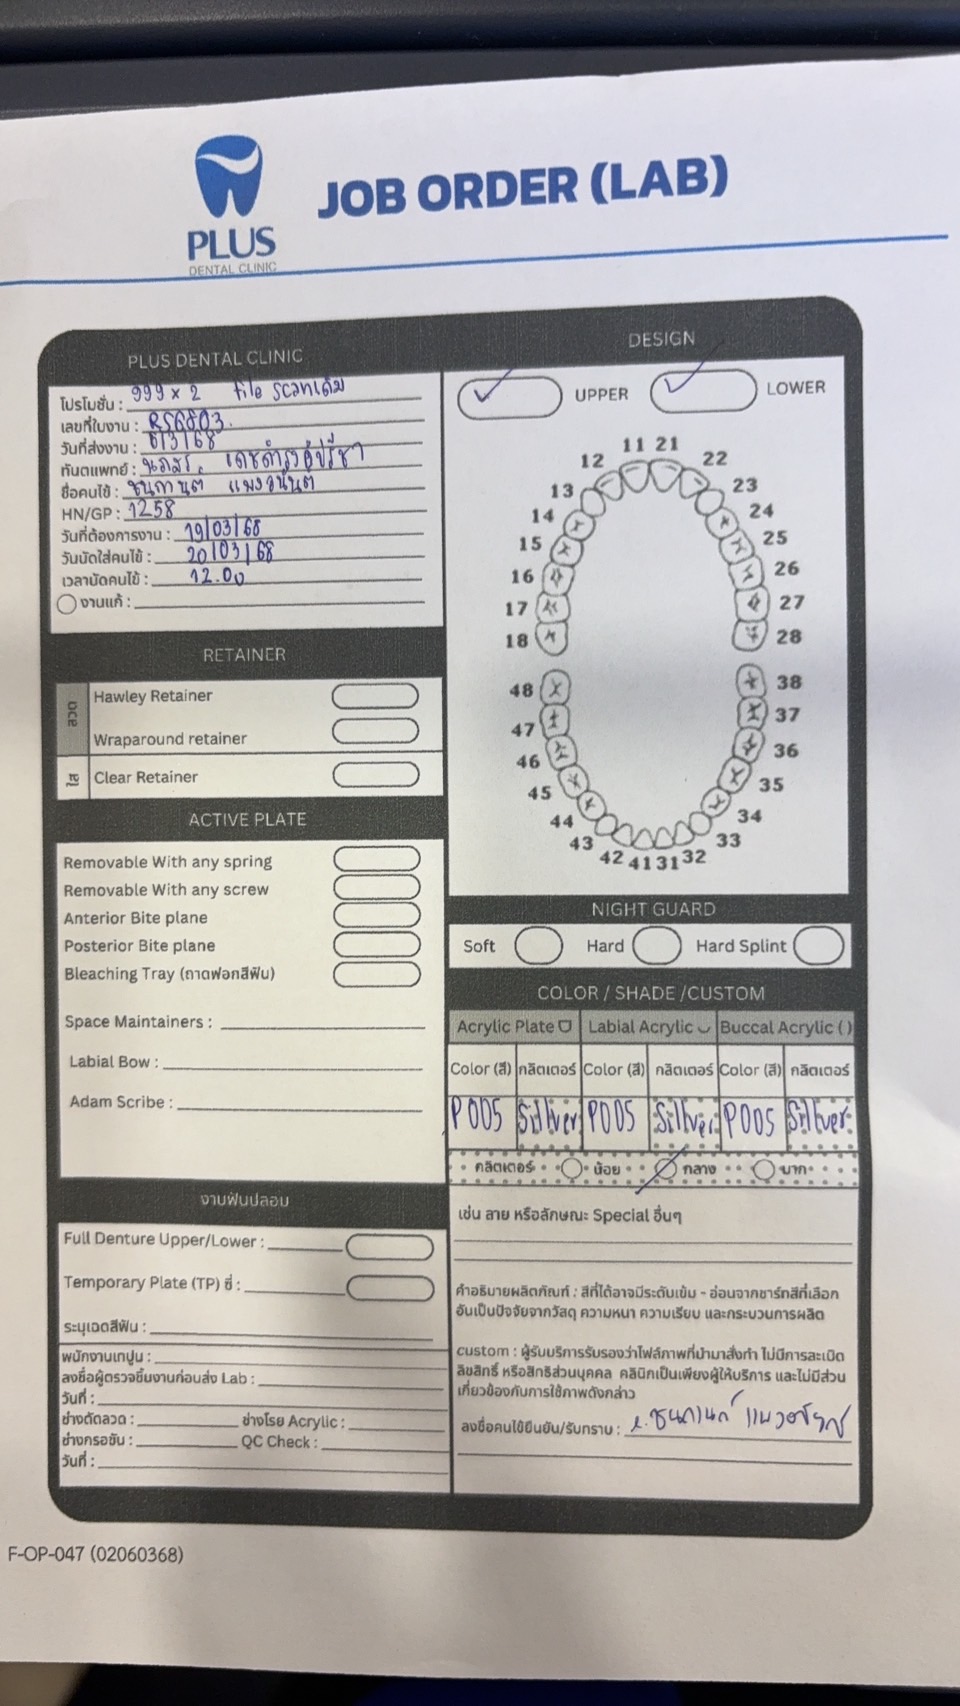 PLUS
DENTAL CLINIC
JOB ORDER (LAB)
PLUS DENTAL CLINIC
โปรโมชั่น : 999 x 2 file scanเดิม
เลขที่ใบงาน : RS6803
วันที่ส่งงาน : 6/3/68
ทันตแพทย์ :
ชื่อคนไข้ : ชนกานต์
HN/GP : 1258
วันที่ต้องการงาน : 19/03/68
วันนัดใส่คนไข้ : 20/03/68
เวลานัดคนไข้ : 12.00
งานแก้ :
RETAINER
ลวด
Hawley Retainer
Wraparound retainer
ใส
Clear Retainer
ACTIVE PLATE
Removable With any spring
Removable With any screw
Anterior Bite plane
Posterior Bite plane
Bleaching Tray (ถาดฟอกสีฟัน)
Space Maintainers :
Labial Bow :
Adam Scribe :
งานฟันปลอม
Full Denture Upper/Lower :
Temporary Plate (TP) ซี่ :
ระบุเฉดสีฟัน :
พนักงานเทปูน :
ลงชื่อผู้ตรวจชิ้นงานก่อนส่ง Lab :
วันที่ :
ช่างดัดลวด : ช่างโรย Acrylic :
ช่างกรอขัน : QC Check :
วันที่ :
DESIGN
UPPER LOWER
11 21
12 22
13 23
14 24
15 25
16 26
17 27
18 28
48 38
47 37
46 36
45 35
44 34
43 33
42 41 31 32
NIGHT GUARD
Soft Hard Hard Splint
COLOR / SHADE /CUSTOM
Acrylic Plate Labial Acrylic Buccal Acrylic ( )
Color (สี) กลิตเตอร์ Color (สี) กลิตเตอร์ Color (สี) กลิตเตอร์
P005 Sillver P005 Sillver P005 Sillver
กลิตเตอร์ น้อย กลาง มาก
เช่น ลาย หรือลักษณะ Special อื่นๆ
คำอธิบายผลิตภัณฑ์ : สีที่ได้อาจมีระดับเข้ม - อ่อนจากชาร์ทสีที่เลือก
อันเป็นปัจจัยจากวัสดุ ความหนา ความเรียบ และกระบวนการผลิต
custom : ผู้รับบริการรับรองว่าไฟล์ภาพที่นำมาสั่งทำ ไม่มีการละเมิด
ลิขสิทธิ์ หรือสิทธิส่วนบุคคล คลินิกเป็นเพียงผู้ให้บริการ และไม่มีส่วน
เกี่ยวข้องกับการใช้ภาพดังกล่าว
ลงชื่อคนไข้ยืนยัน/รับทราบ :
F-OP-047 (02060368)